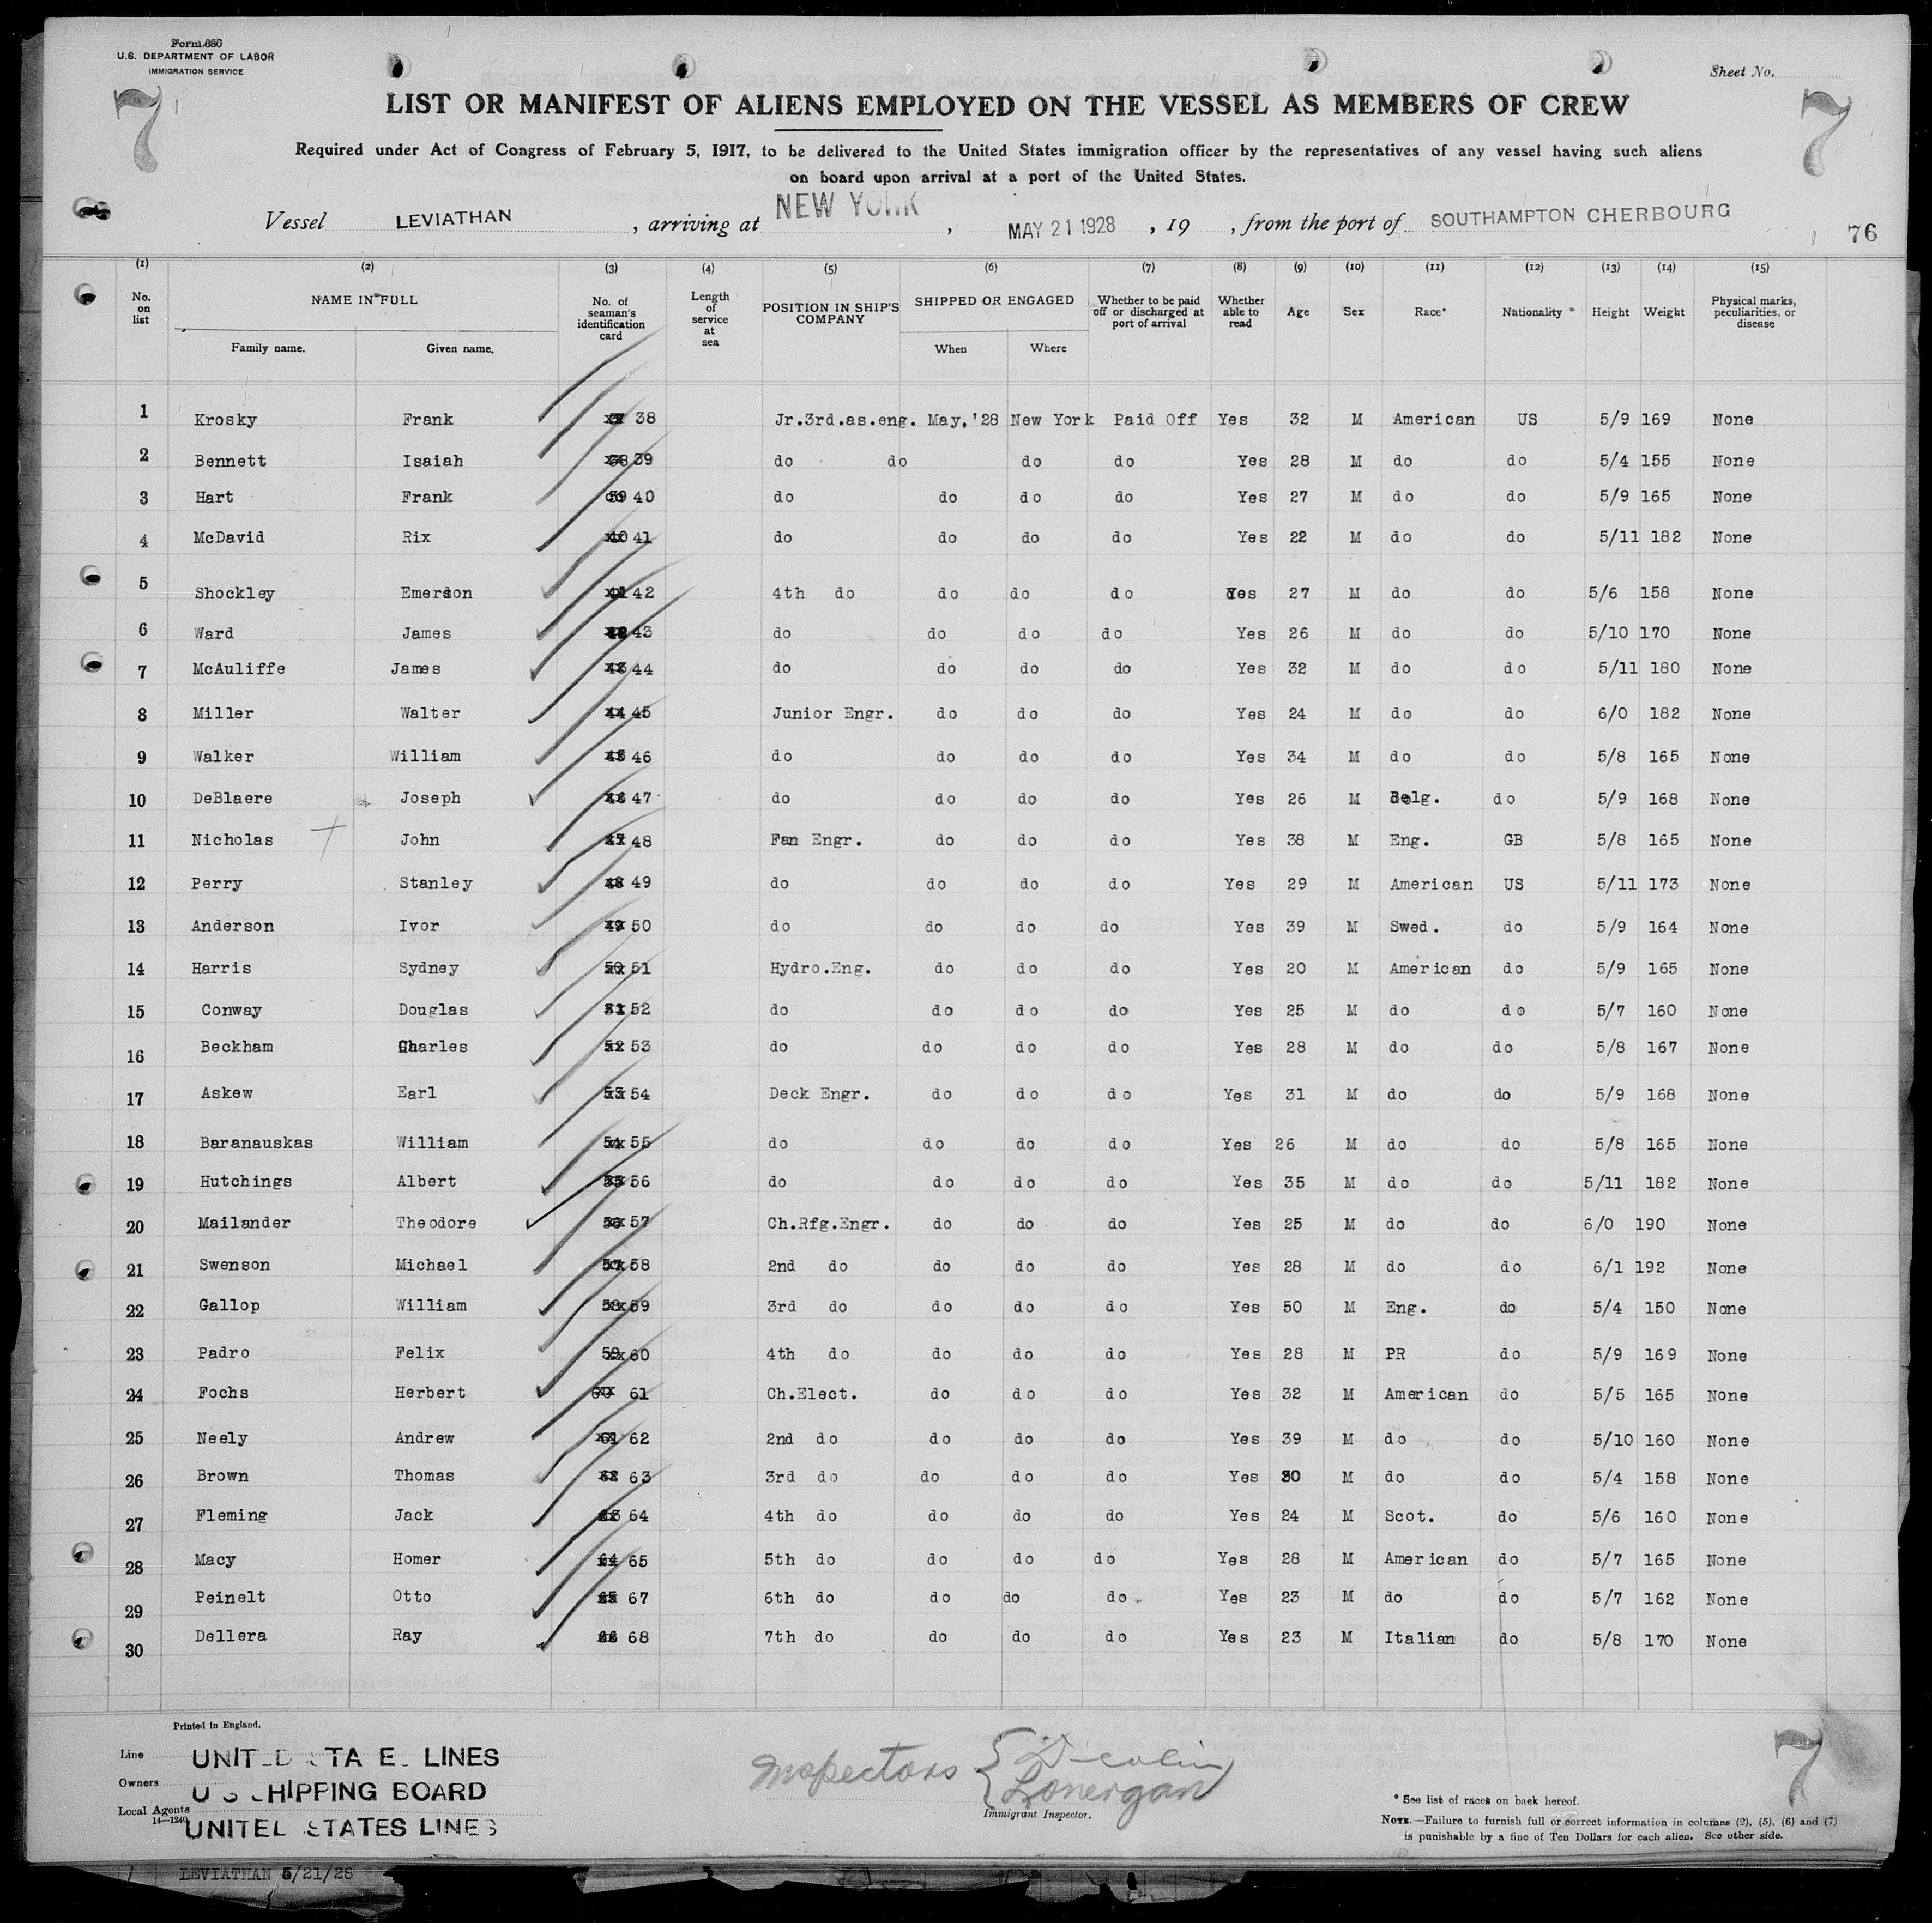 Form 680
U.S. DEPARTMENT OF LABOR
IMMIGRATION SERVICE
Sheet No.
7 7
LIST OR MANIFEST OF ALIENS EMPLOYED ON THE VESSEL AS MEMBERS OF CREW
Required under Act of Congress of February 5, 1917, to be delivered to the United States immigration officer by the representatives of any vessel having such aliens
on board upon arrival at a port of the United States.
Vessel LEVIATHAN , arriving at NEW YORK , MAY 21 1928 , 19 , from the port of SOUTHAMPTON CHERBOURG
76
(1) (2) (3) (4) (5) (6) (7) (8) (9) (10) (11) (12) (13) (14) (15)
No. on list NAME IN FULL No. of seaman's identification card Length of service at sea POSITION IN SHIP'S COMPANY SHIPPED OR ENGAGED Whether to be paid off or discharged at port of arrival Whether able to read Age Sex Race* Nationality * Height Weight Physical marks, peculiarities, or disease
Family name. Given name. When Where
1 Krosky Frank 38 Jr.3rd.as.eng. May,'28 New York Paid Off Yes 32 M American US 5/9 169 None
2 Bennett Isaiah 39 do do do do Yes 28 M do do 5/4 155 None
3 Hart Frank 40 do do do do Yes 27 M do do 5/9 165 None
4 McDavid Rix 41 do do do do Yes 22 M do do 5/11 182 None
5 Shockley Emerson 42 4th do do do do Yes 27 M do do 5/6 158 None
6 Ward James 43 do do do do Yes 26 M do do 5/10 170 None
7 McAuliffe James 44 do do do do Yes 32 M do do 5/11 180 None
8 Miller Walter 45 Junior Engr. do do do Yes 24 M do do 6/0 182 None
9 Walker William 46 do do do do Yes 34 M do do 5/8 165 None
10 DeBlaere Joseph 47 do do do do Yes 26 M Belg. do 5/9 168 None
11 Nicholas John 48 Fan Engr. do do do Yes 38 M Eng. GB 5/8 165 None
12 Perry Stanley 49 do do do do Yes 29 M American US 5/11 173 None
13 Anderson Ivor 50 do do do do Yes 39 M Swed. do 5/9 164 None
14 Harris Sydney 51 Hydro.Eng. do do do Yes 20 M American do 5/9 165 None
15 Conway Douglas 52 do do do do Yes 25 M do do 5/7 160 None
16 Beckham Charles 53 do do do do Yes 28 M do do 5/8 167 None
17 Askew Earl 54 Deck Engr. do do do Yes 31 M do do 5/9 168 None
18 Baranauskas William 55 do do do do Yes 26 M do do 5/8 165 None
19 Hutchings Albert 56 do do do do Yes 35 M do do 5/11 182 None
20 Mailander Theodore 57 Ch.Rfg.Engr. do do do Yes 25 M do do 6/0 190 None
21 Swenson Michael 58 2nd do do do do Yes 28 M do do 6/1 192 None
22 Gallop William 59 3rd do do do do Yes 50 M Eng. do 5/4 150 None
23 Padro Felix 60 4th do do do do Yes 28 M PR do 5/9 169 None
24 Fochs Herbert 61 Ch.Elect. do do do Yes 32 M American do 5/5 165 None
25 Neely Andrew 62 2nd do do do do Yes 39 M do do 5/10 160 None
26 Brown Thomas 63 3rd do do do do Yes 30 M do do 5/4 158 None
27 Fleming Jack 64 4th do do do do Yes 24 M Scot. do 5/6 160 None
28 Macy Homer 65 5th do do do do Yes 28 M American do 5/7 165 None
29 Peinelt Otto 67 6th do do do do Yes 23 M do do 5/7 162 None
30 Dellera Ray 68 7th do do do do Yes 23 M Italian do 5/8 170 None
Printed in England.
Line UNITED STATES LINES
Owners U S SHIPPING BOARD
Local Agents UNITED STATES LINES
14—1240
Inspectors
Lonergan
Immigrant Inspector.
7
* See list of races on back hereof.
NOTE.—Failure to furnish full or correct information in columns (2), (5), (6) and (7)
is punishable by a fine of Ten Dollars for each alien. See other side.
LEVIATHAN 5/21/28